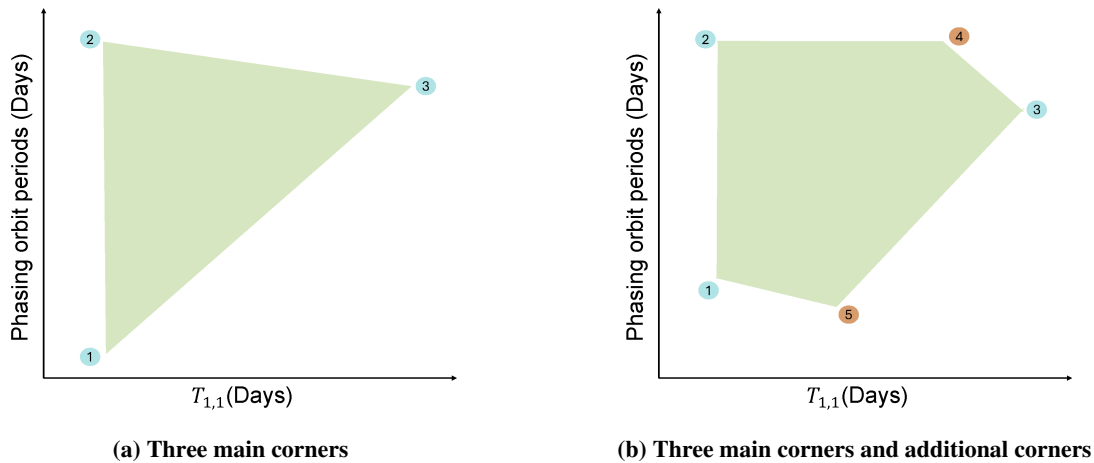 Phasing orbit periods (Days)
2
3
1
T1,1(Days)
(a) Three main corners
Phasing orbit periods (Days)
2
4
3
1
5
T1,1(Days)
(b) Three main corners and additional corners